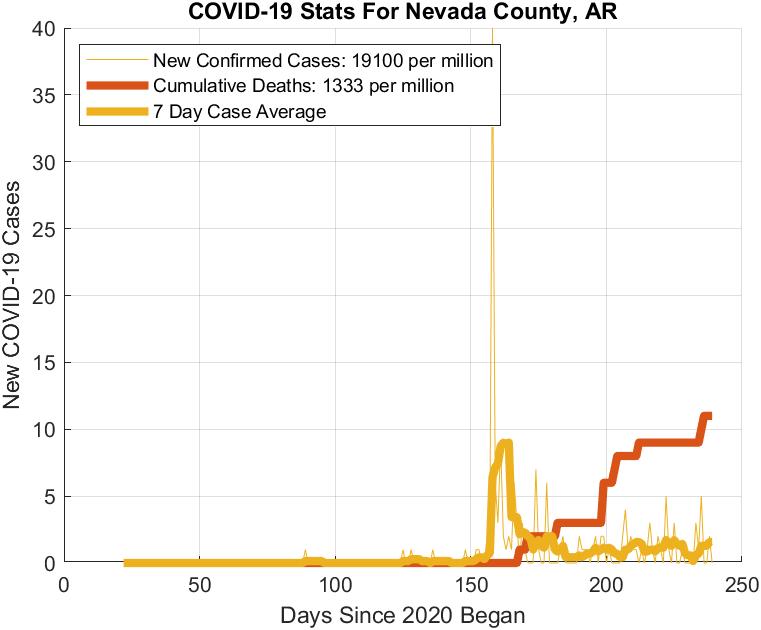 COVID-19 Stats For Nevada County, AR
New Confirmed Cases: 19100 per million
Cumulative Deaths: 1333 per million
7 Day Case Average
New COVID-19 Cases
40
35
30
25
20
15
10
5
0
0 50 100 150 200 250
Days Since 2020 Began